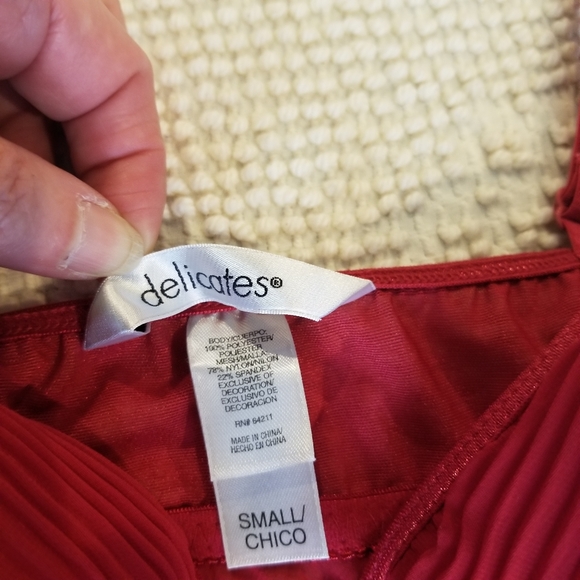 delicates®
BODY/CUERPO:
100% POLYESTER/
POLIESTER
MESH/MALLA:
78% NYLON/NILON
22% SPANDEX
EXCLUSIVE OF
DECORATION/
EXCLUSIVO DE
DECORACION
RN# 64211
MADE IN CHINA/
HECHO EN CHINA
SMALL/
CHICO